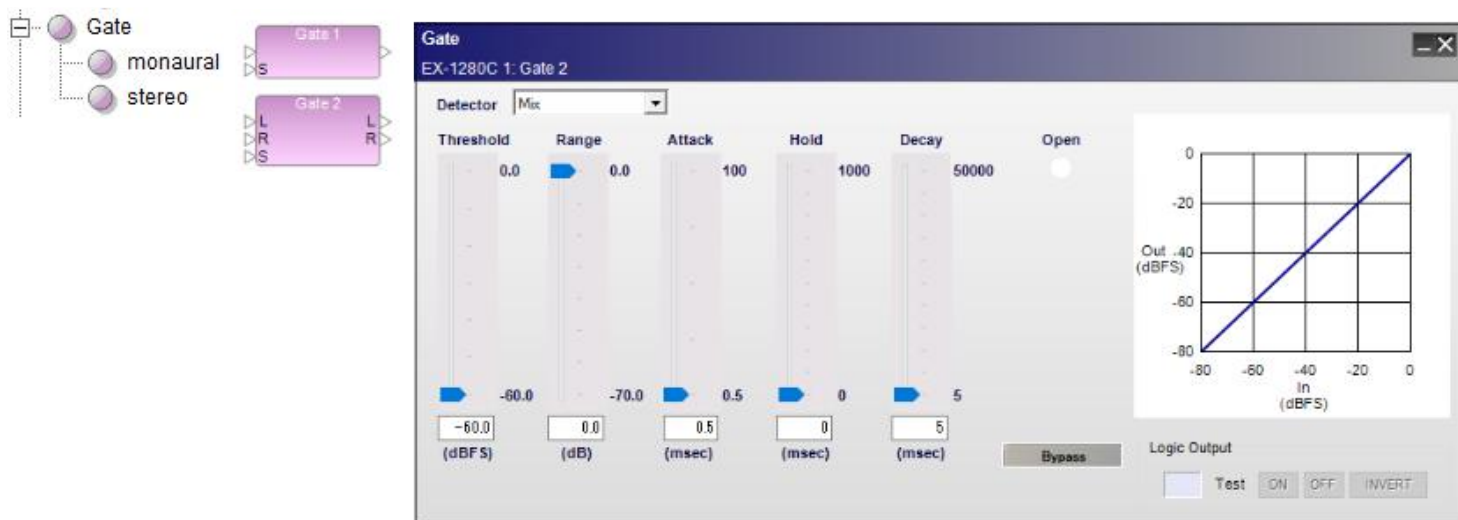 Gate
monaural
stereo
Gate 1
S
Gate 2
L L
R R
S
Gate
EX-1280C 1: Gate 2
Detector Mix
Threshold Range Attack Hold Decay Open
0.0 0.0 100 1000 50000
-60.0 -70.0 0.5 0 5
-60.0 0.0 0.5 0 5
(dBFS) (dB) (msec) (msec) (msec)
Bypass
0
-20
Out -40
(dBFS)
-60
-80
-80 -60 -40 -20 0
In
(dBFS)
Logic Output
Test ON OFF INVERT